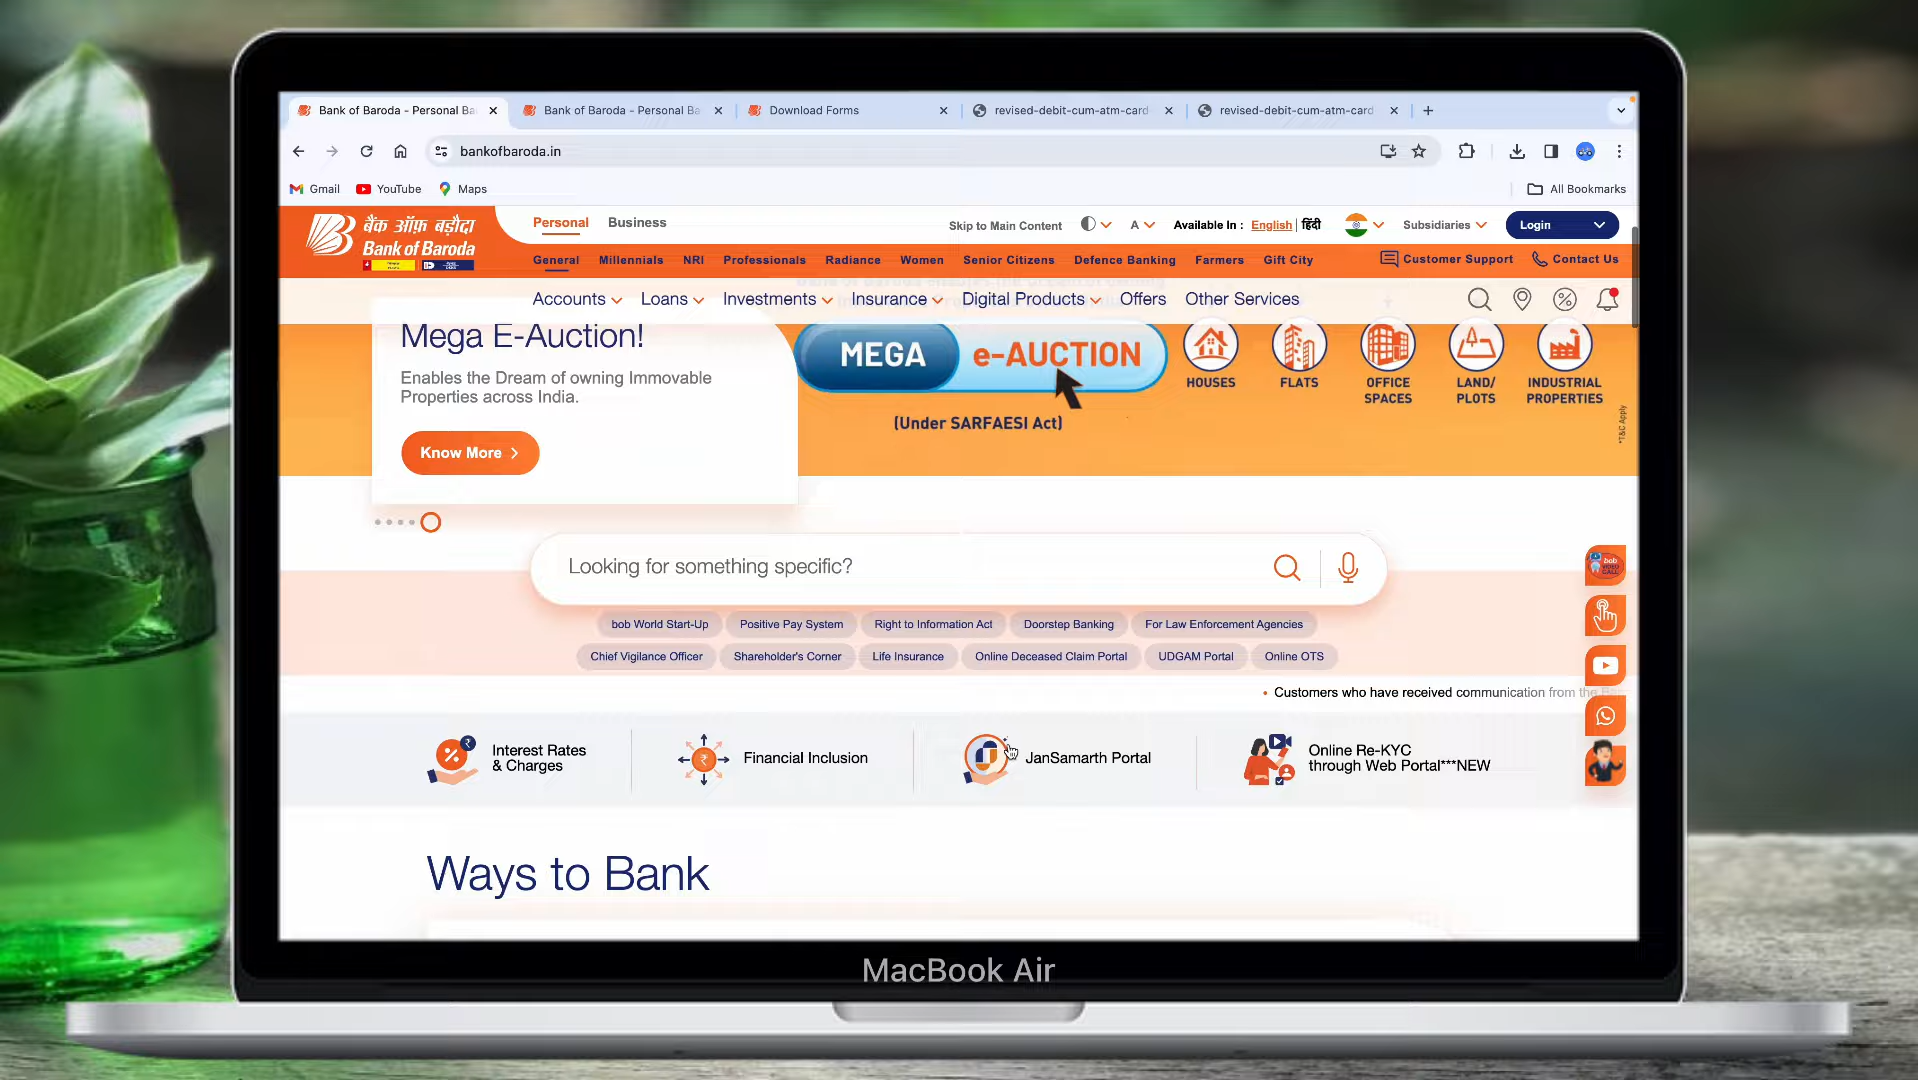 Bank of Baroda - Personal Ba
Bank of Baroda - Personal Ba
Download Forms
revised-debit-cum-atm-card
revised-debit-cum-atm-card
bankofbaroda.in
Gmail
YouTube
Maps
All Bookmarks
बैंक ऑफ़ बड़ौदा
Bank of Baroda
Personal
Business
Skip to Main Content
A
Available In : English | हिंदी
Subsidiaries
Login
General
Millennials
NRI
Professionals
Radiance
Women
Senior Citizens
Defence Banking
Farmers
Gift City
Customer Support
Contact Us
Accounts
Loans
Investments
Insurance
Digital Products
Offers
Other Services
Mega E-Auction!
Enables the Dream of owning Immovable
Properties across India.
Know More
MEGA e-AUCTION
(Under SARFAESI Act)
HOUSES
FLATS
OFFICE
SPACES
LAND/
PLOTS
INDUSTRIAL
PROPERTIES
*T&C Apply
Looking for something specific?
bob World Start-Up
Positive Pay System
Right to Information Act
Doorstep Banking
For Law Enforcement Agencies
Chief Vigilance Officer
Shareholder's Corner
Life Insurance
Online Deceased Claim Portal
UDGAM Portal
Online OTS
• Customers who have received communication from the Ba
Interest Rates
& Charges
Financial Inclusion
JanSamarth Portal
Online Re-KYC
through Web Portal***NEW
Ways to Bank
MacBook Air